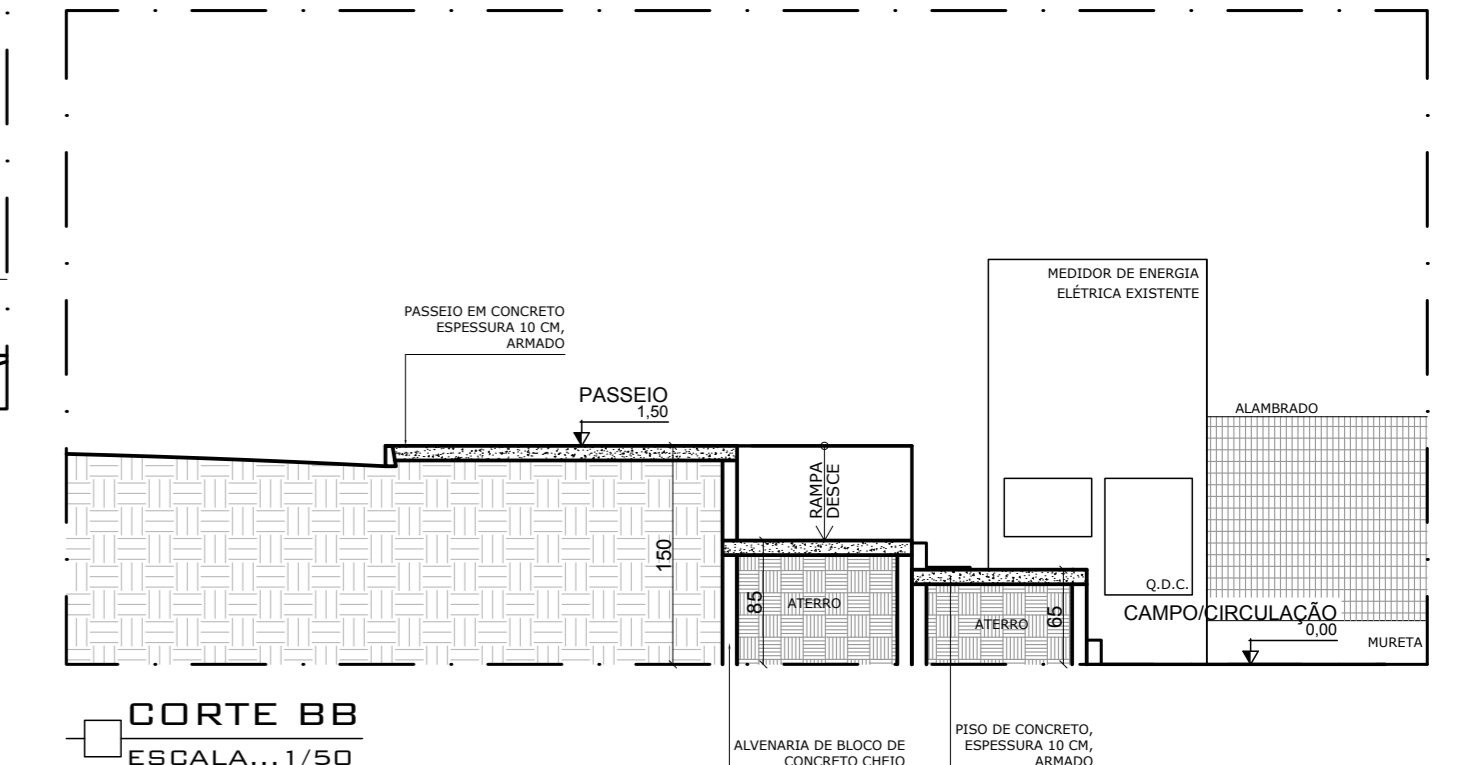 MEDIDOR DE ENERGIA
ELÉTRICA EXISTENTE
PASSEIO EM CONCRETO
ESPESSURA 10 CM,
ARMADO
PASSEIO
1,50
ALAMBRADO
RAMPA
DESCE
150
85
ATERRO
ATERRO
65
Q.D.C.
CAMPO/CIRCULAÇÃO
0,00
MURETA
CORTE BB
ESCALA...1/50
ALVENARIA DE BLOCO DE
CONCRETO CHEIO
PISO DE CONCRETO,
ESPESSURA 10 CM,
ARMADO